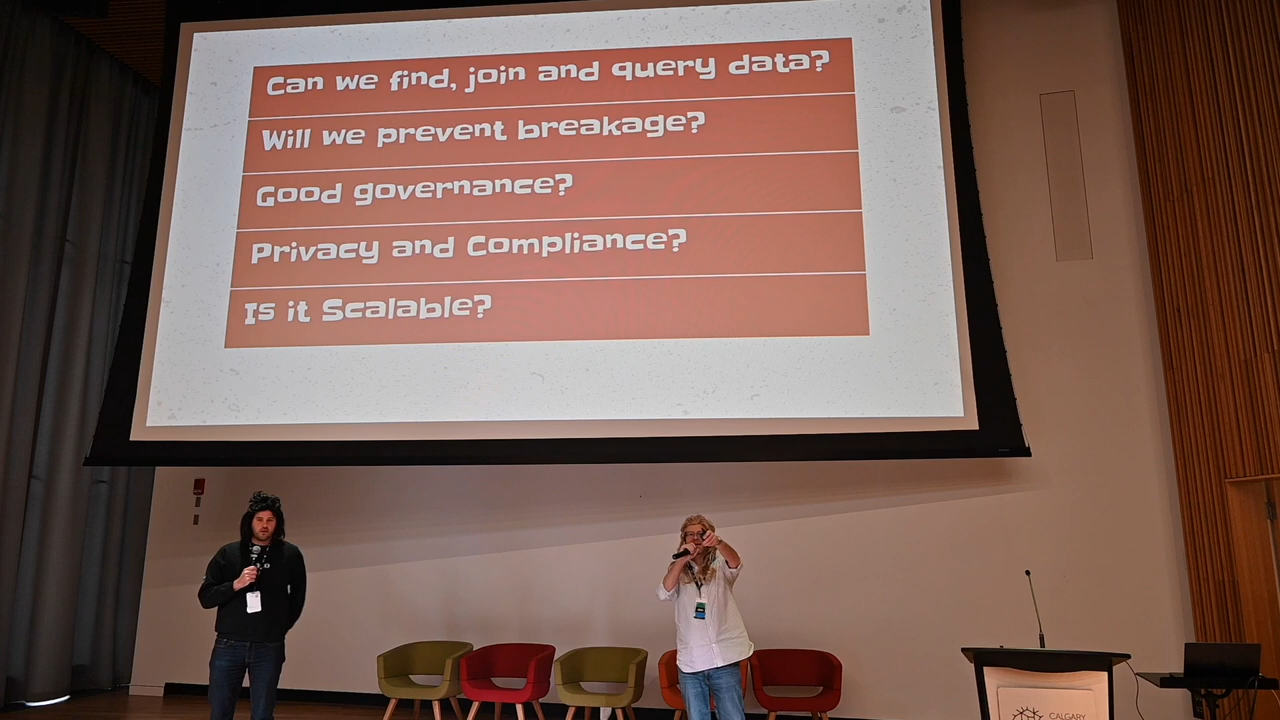 Can we find, join and query data?
Will we prevent breakage?
Good governance?
Privacy and Compliance?
Is it Scalable?
CALGARY